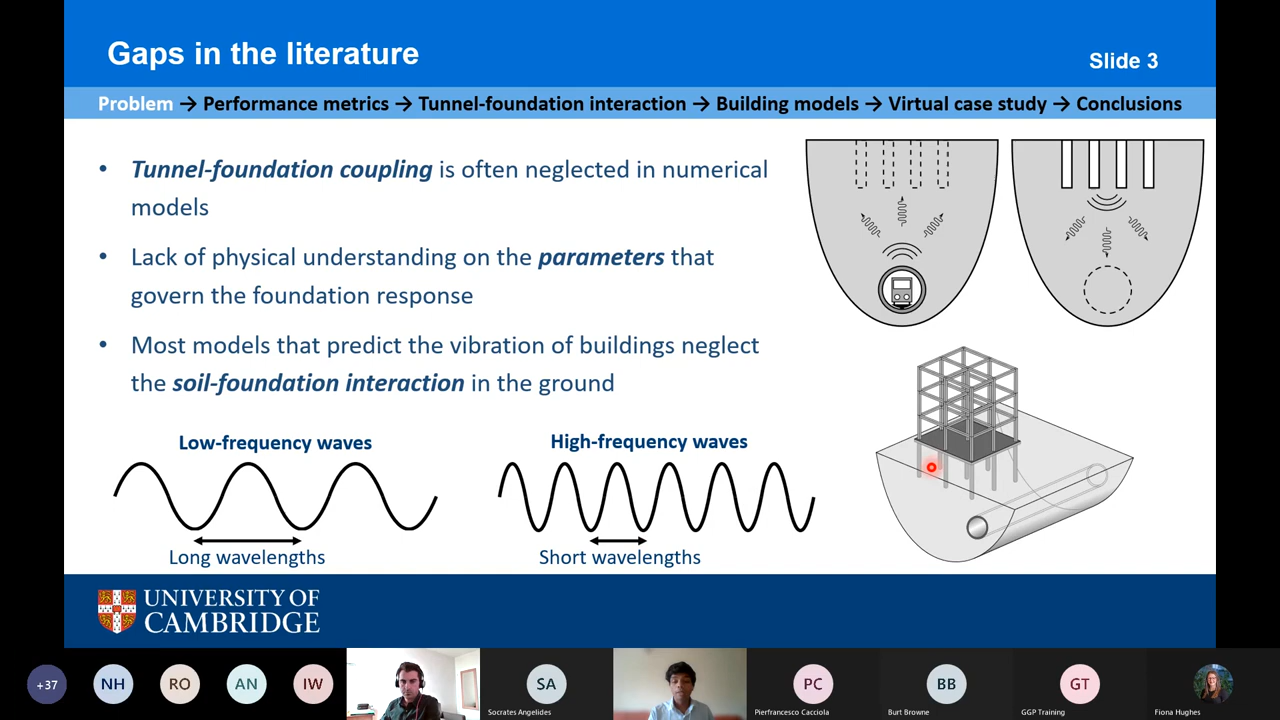 Gaps in the literature
Slide 3
Problem → Performance metrics → Tunnel-foundation interaction → Building models → Virtual case study → Conclusions
• Tunnel-foundation coupling is often neglected in numerical
models
• Lack of physical understanding on the parameters that
govern the foundation response
• Most models that predict the vibration of buildings neglect
the soil-foundation interaction in the ground
Low-frequency waves
High-frequency waves
Long wavelengths
Short wavelengths
UNIVERSITY OF
CAMBRIDGE
+37
NH
RO
AN
IW
SA
Socrates Angelides
PC
Pierfrancesco Cacciola
BB
Burt Browne
GT
GGP Training
Fiona Hughes